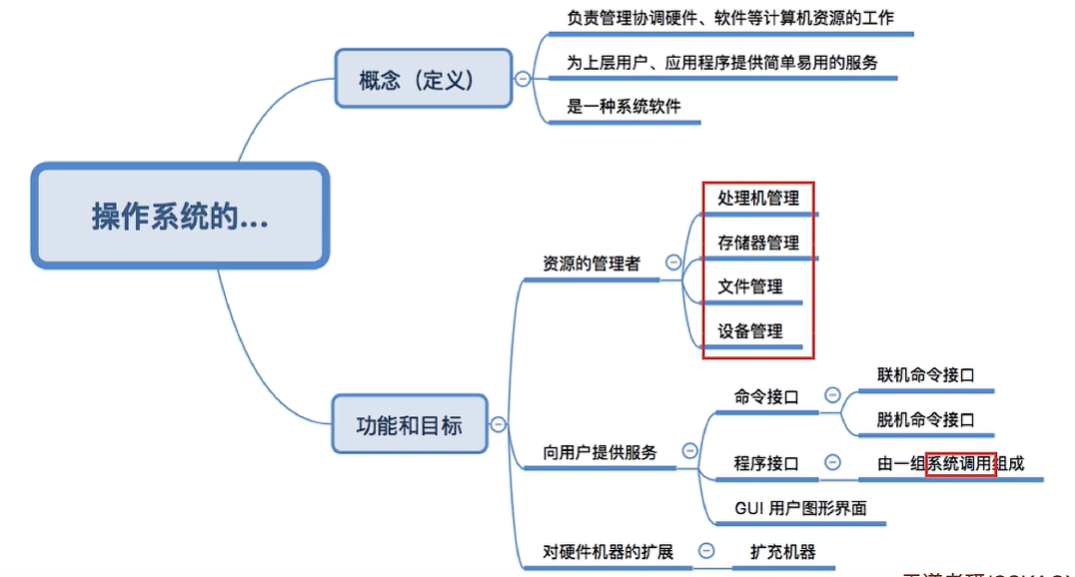 负责管理协调硬件、软件等计算机资源的工作
概念（定义）
为上层用户、应用程序提供简单易用的服务
是一种系统软件
操作系统的...
处理机管理
存储器管理
资源的管理者
文件管理
设备管理
联机命令接口
命令接口
脱机命令接口
功能和目标
向用户提供服务
程序接口
由一组系统调用组成
GUI 用户图形界面
对硬件机器的扩展
扩充机器